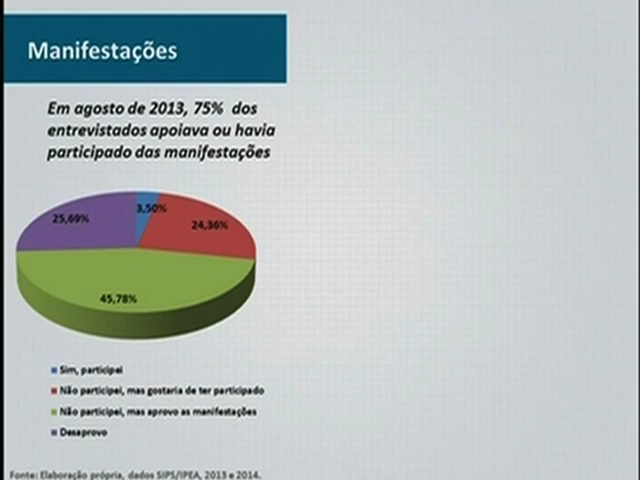 Manifestações
Em agosto de 2013, 75% dos
entrevistados apoiava ou havia
participado das manifestações
3,50%
25,69%
24,36%
45,78%
Sim, participei
Não participei, mas gostaria de ter participado
Não participei, mas aprovo as manifestações
Desaprovo
Fonte: Elaboração própria, dados SIPS/IPEA, 2013 e 2014.